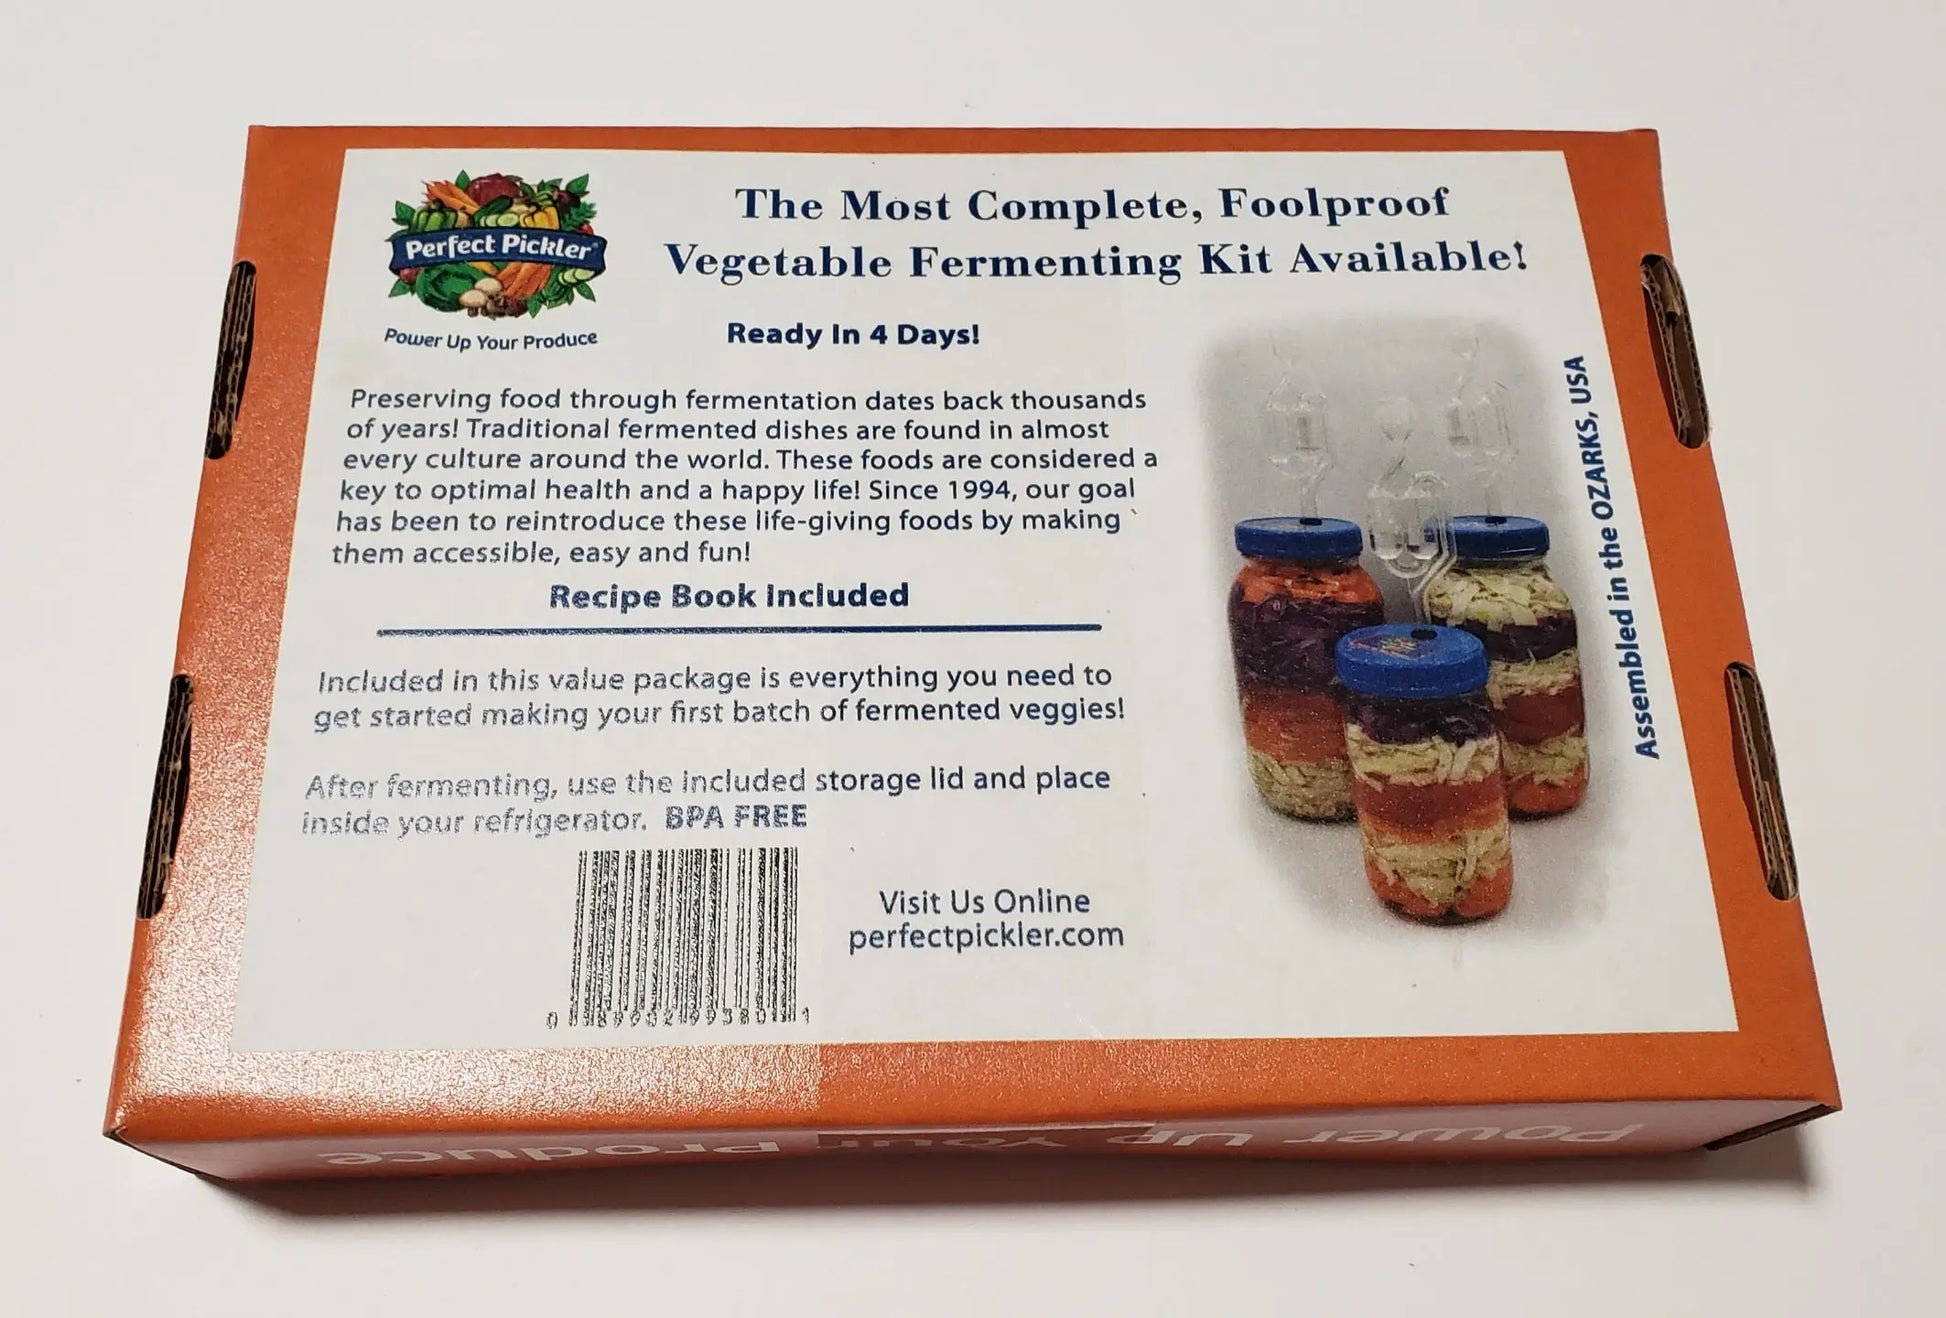 Perfect Pickler®
Power Up Your Produce
The Most Complete, Foolproof
Vegetable Fermenting Kit Available!
Ready In 4 Days!
Preserving food through fermentation dates back thousands
of years! Traditional fermented dishes are found in almost
every culture around the world. These foods are considered a
key to optimal health and a happy life! Since 1994, our goal
has been to reintroduce these life-giving foods by making
them accessible, easy and fun!
Recipe Book Included
Included in this value package is everything you need to
get started making your first batch of fermented veggies!
After fermenting, use the included storage lid and place
inside your refrigerator. BPA FREE
Visit Us Online
perfectpickler.com
Assembled in the OZARKS, USA
Power Up Your Produce